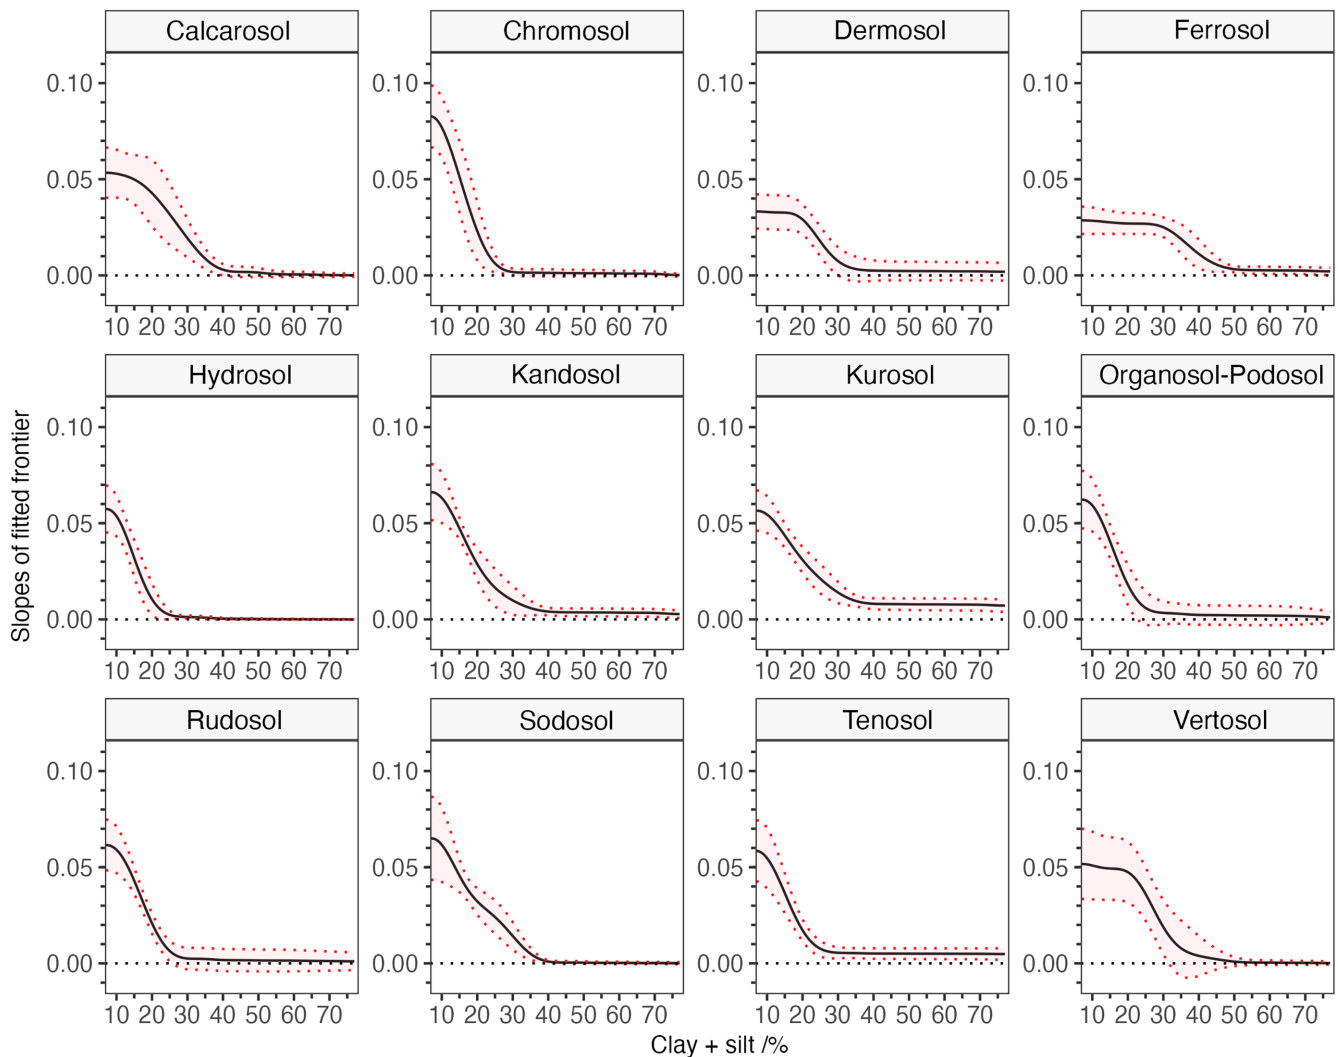 Calcarosol Chromosol Dermosol Ferrosol
0.10 0.10 0.10 0.10
0.05 0.05 0.05 0.05
0.00 0.00 0.00 0.00
10 20 30 40 50 60 70 10 20 30 40 50 60 70 10 20 30 40 50 60 70 10 20 30 40 50 60 70
Hydrosol Kandosol Kurosol Organosol-Podosol
0.10 0.10 0.10 0.10
0.05 0.05 0.05 0.05
0.00 0.00 0.00 0.00
10 20 30 40 50 60 70 10 20 30 40 50 60 70 10 20 30 40 50 60 70 10 20 30 40 50 60 70
Slopes of fitted frontier
Rudosol Sodosol Tenosol Vertosol
0.10 0.10 0.10 0.10
0.05 0.05 0.05 0.05
0.00 0.00 0.00 0.00
10 20 30 40 50 60 70 10 20 30 40 50 60 70 10 20 30 40 50 60 70 10 20 30 40 50 60 70
Clay + silt /%